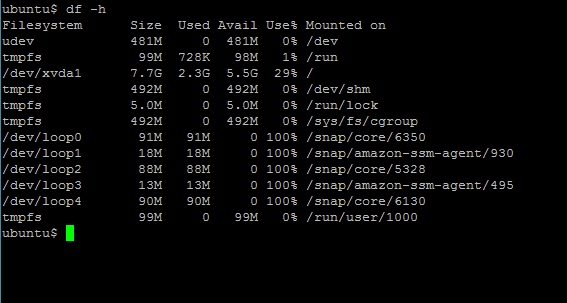 ubuntu$ df -h
Filesystem      Size  Used Avail Use% Mounted on
udev            481M     0  481M   0% /dev
tmpfs            99M  728K   98M   1% /run
/dev/xvda1      7.7G  2.3G  5.5G  29% /
tmpfs           492M     0  492M   0% /dev/shm
tmpfs           5.0M     0  5.0M   0% /run/lock
tmpfs           492M     0  492M   0% /sys/fs/cgroup
/dev/loop0       91M   91M     0 100% /snap/core/6350
/dev/loop1       18M   18M     0 100% /snap/amazon-ssm-agent/930
/dev/loop2       88M   88M     0 100% /snap/core/5328
/dev/loop3       13M   13M     0 100% /snap/amazon-ssm-agent/495
/dev/loop4       90M   90M     0 100% /snap/core/6130
tmpfs            99M     0   99M   0% /run/user/1000
ubuntu$